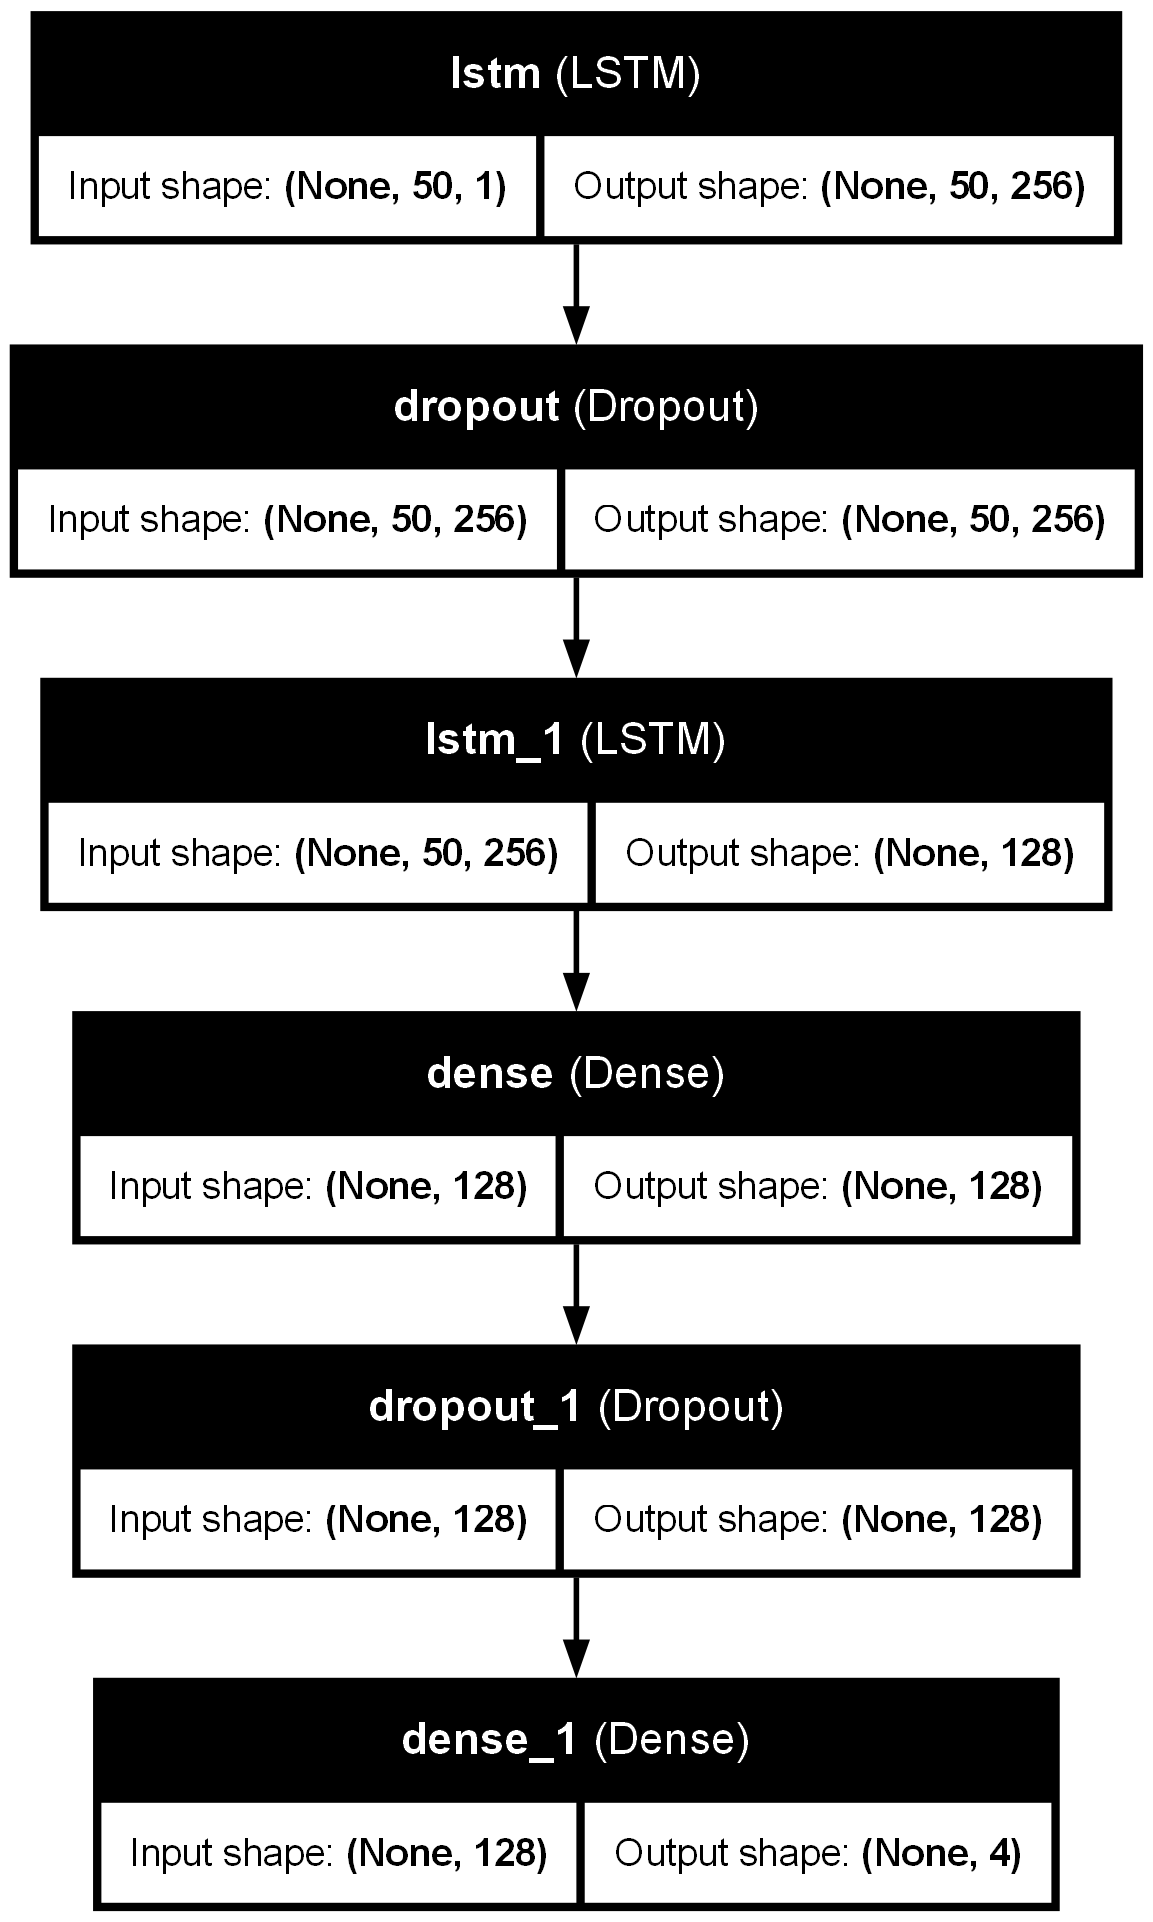 lstm (LSTM)
Input shape: (None, 50, 1) Output shape: (None, 50, 256)
dropout (Dropout)
Input shape: (None, 50, 256) Output shape: (None, 50, 256)
lstm_1 (LSTM)
Input shape: (None, 50, 256) Output shape: (None, 128)
dense (Dense)
Input shape: (None, 128) Output shape: (None, 128)
dropout_1 (Dropout)
Input shape: (None, 128) Output shape: (None, 128)
dense_1 (Dense)
Input shape: (None, 128) Output shape: (None, 4)